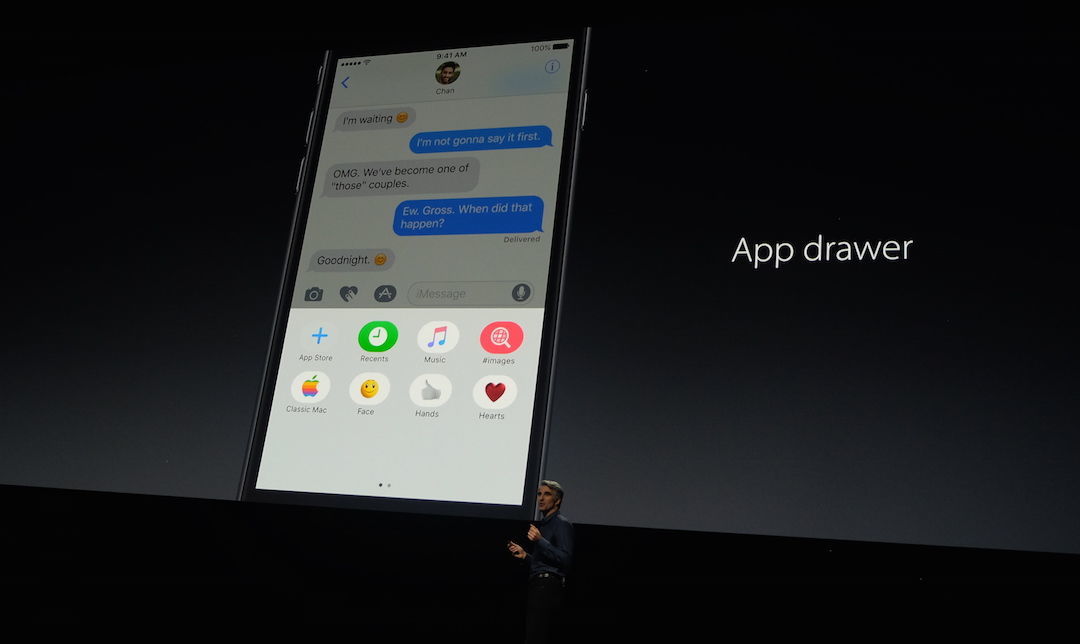 9:41 AM
100%
Chan
I'm waiting 😊
I'm not gonna say it first.
OMG. We've become one of
"those" couples.
Ew. Gross. When did that
happen?
Delivered
Goodnight. 😊
iMessage
App Store
Recents
Music
#images
Classic Mac
Face
Hands
Hearts
App drawer